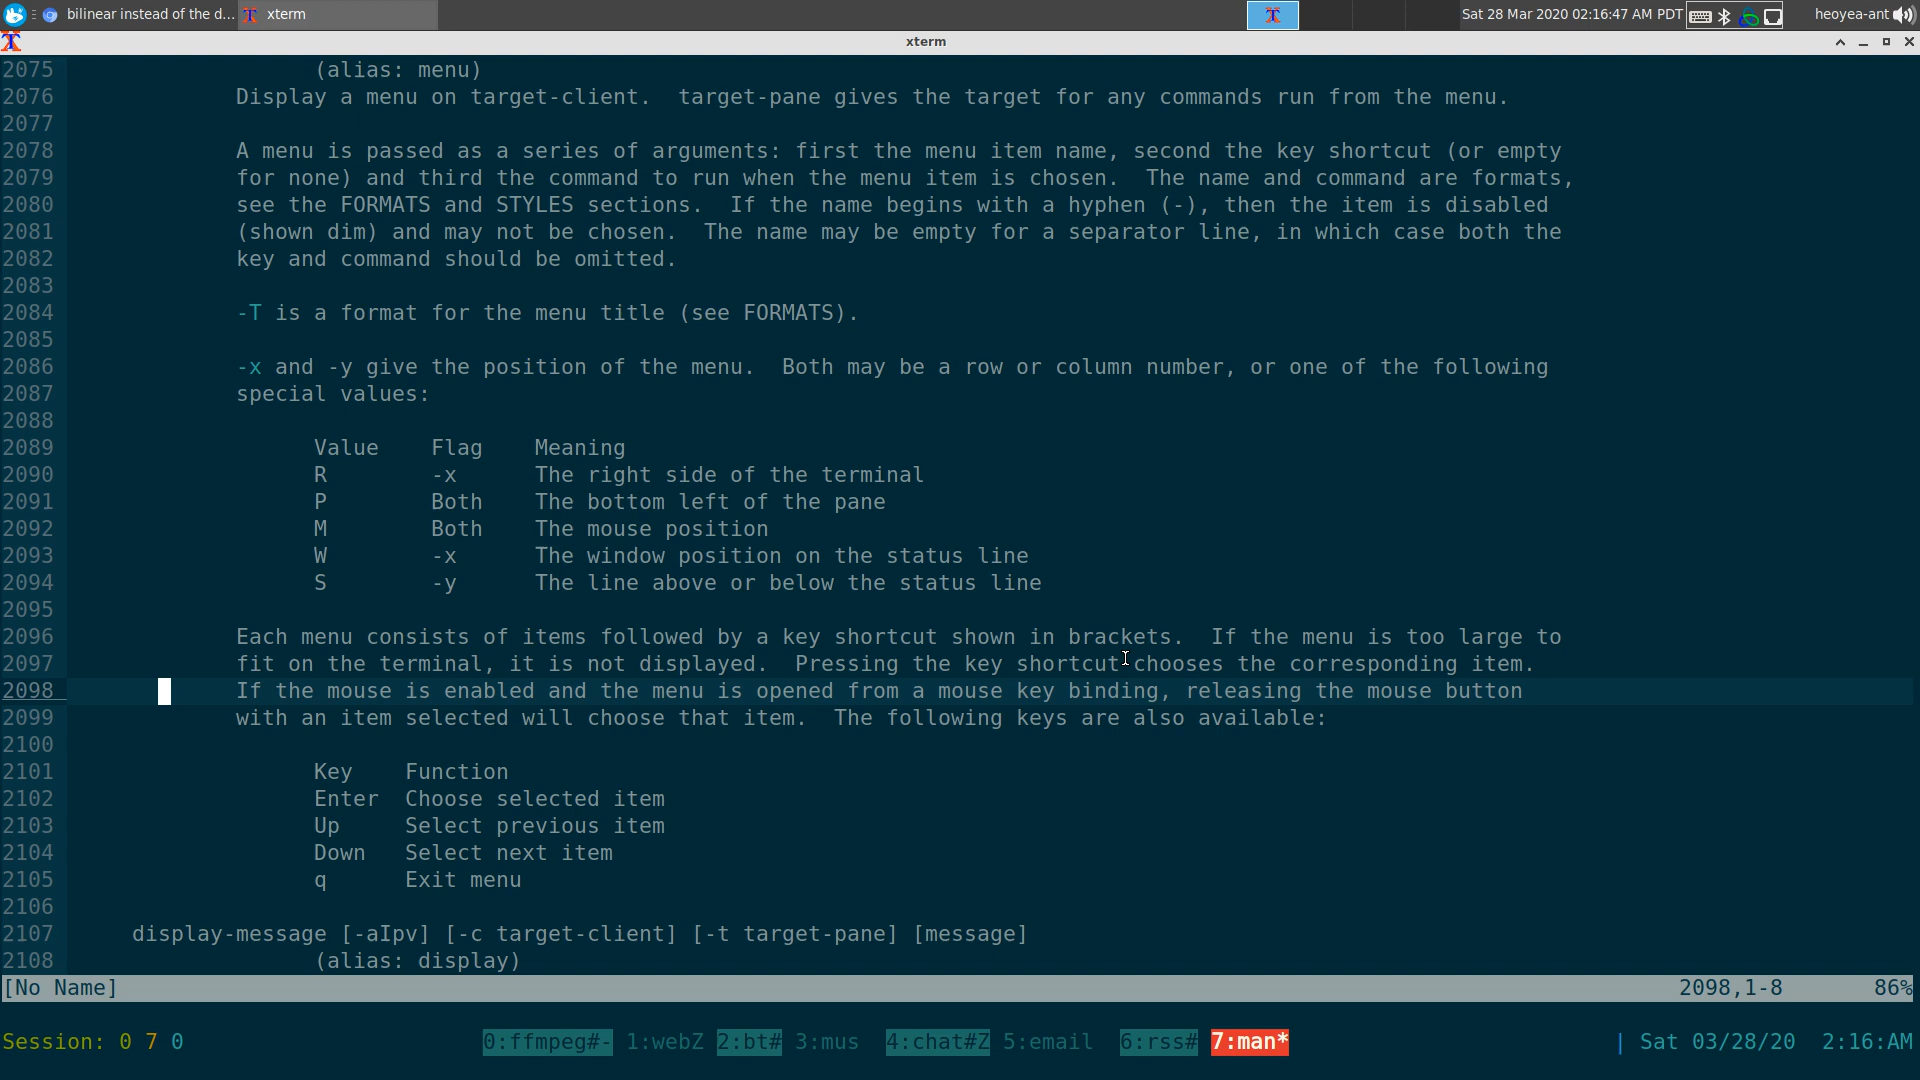 bilinear instead of the d... xterm Sat 28 Mar 2020 02:16:47 AM PDT heoyea-ant
xterm
2075 (alias: menu)
2076 Display a menu on target-client.  target-pane gives the target for any commands run from the menu.
2077
2078 A menu is passed as a series of arguments: first the menu item name, second the key shortcut (or empty
2079 for none) and third the command to run when the menu item is chosen.  The name and command are formats,
2080 see the FORMATS and STYLES sections.  If the name begins with a hyphen (-), then the item is disabled
2081 (shown dim) and may not be chosen.  The name may be empty for a separator line, in which case both the
2082 key and command should be omitted.
2083
2084 -T is a format for the menu title (see FORMATS).
2085
2086 -x and -y give the position of the menu.  Both may be a row or column number, or one of the following
2087 special values:
2088
2089 Value    Flag    Meaning
2090 R        -x      The right side of the terminal
2091 P        Both    The bottom left of the pane
2092 M        Both    The mouse position
2093 W        -x      The window position on the status line
2094 S        -y      The line above or below the status line
2095
2096 Each menu consists of items followed by a key shortcut shown in brackets.  If the menu is too large to
2097 fit on the terminal, it is not displayed.  Pressing the key shortcut chooses the corresponding item.
2098 If the mouse is enabled and the menu is opened from a mouse key binding, releasing the mouse button
2099 with an item selected will choose that item.  The following keys are also available:
2100
2101 Key    Function
2102 Enter  Choose selected item
2103 Up     Select previous item
2104 Down   Select next item
2105 q      Exit menu
2106
2107 display-message [-aIpv] [-c target-client] [-t target-pane] [message]
2108 (alias: display)
[No Name] 2098,1-8 86%
Session: 0 7 0 0:ffmpeg#- 1:webZ 2:bt# 3:mus 4:chat#Z 5:email 6:rss# 7:man* | Sat 03/28/20 2:16:AM